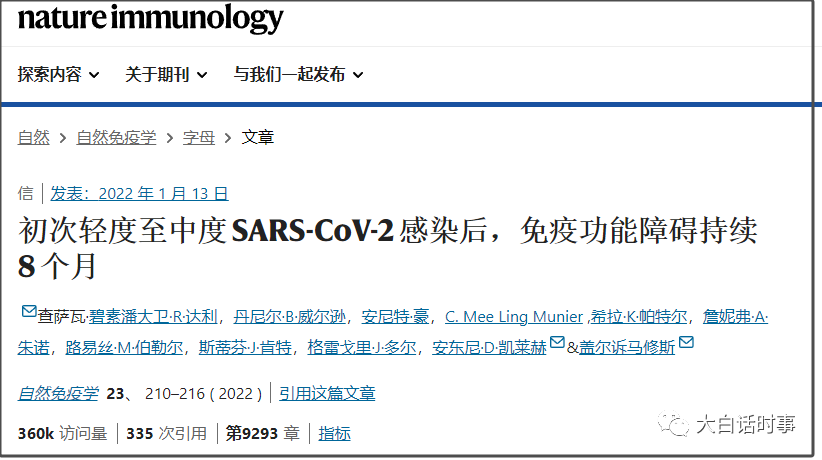 nature immunology
探索内容 关于期刊 与我们一起发布
自然 > 自然免疫学 > 字母 > 文章
信 | 发表：2022 年 1 月 13 日
初次轻度至中度 SARS-CoV-2 感染后，免疫功能障碍持续
8 个月
查萨瓦·碧素潘大卫·R·达利，丹尼尔·B·威尔逊，安尼特·豪，C. Mee Ling Munier ,希拉·K·帕特尔，詹妮弗·A·
朱诺，路易丝·M·伯勒尔，斯蒂芬·J·肯特，格雷戈里·J·多尔，安东尼·D·凯莱赫 &盖尔诉马修斯
自然免疫学 23、 210–216 ( 2022 ) | 引用这篇文章
360k 访问量 | 335 次引用 | 第9293 章 | 指标
大白话时事